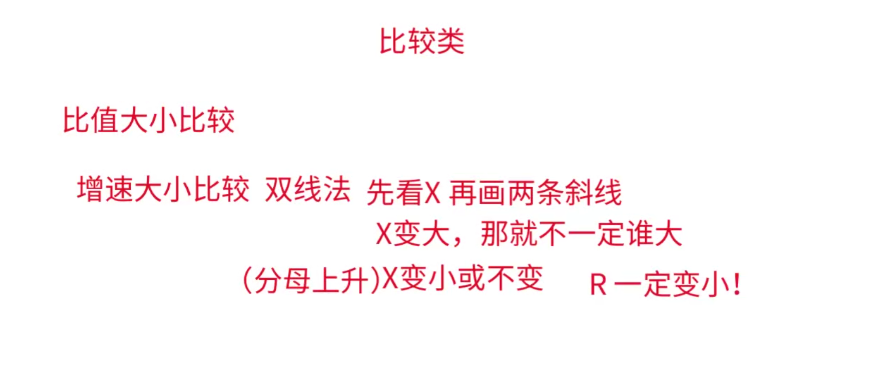 比较类
比值大小比较
增速大小比较 双线法 先看X 再画两条斜线
X变大，那就不一定谁大
（分母上升)X变小或不变 R 一定变小！